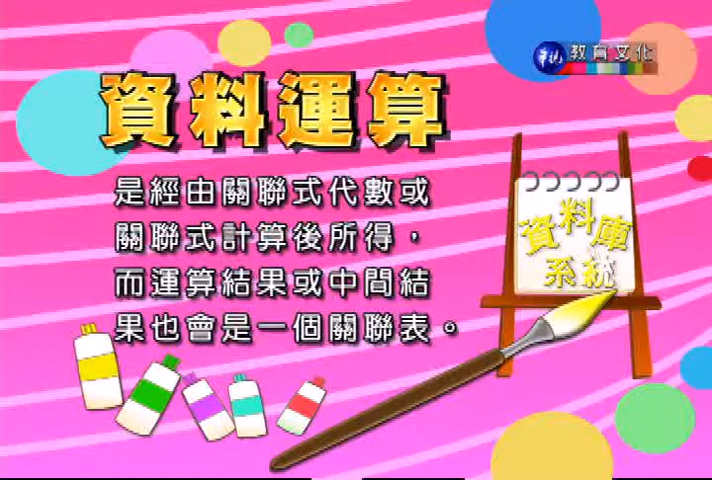 教育文化
資料運算
是經由關聯式代數或
關聯式計算後所得，
而運算結果或中間結
果也會是一個關聯表。
資料庫
系統